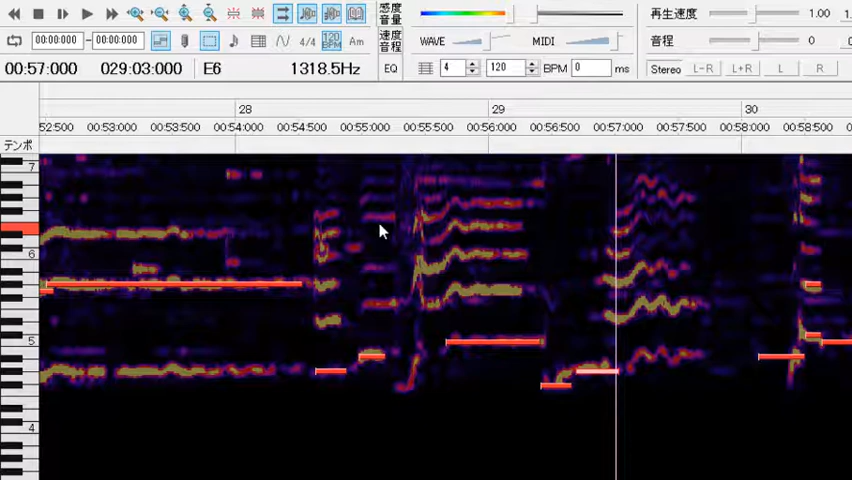 感度
音量
再生速度 1.00 1.
00:00:000 –00:00:000 4/4 120 BPM Am
速度
音程
WAVE MIDI 音程 0
00:57:000 029:03:000 E6 1318.5Hz EQ 4 120 BPM 0 ms Stereo L-R L+R L R
28 29 30
52:500 00:53:000 00:53:500 00:54:000 00:54:500 00:55:000 00:55:500 00:56:000 00:56:500 00:57:000 00:57:500 00:58:000 00:58:500
テンポ
7
6
5
4